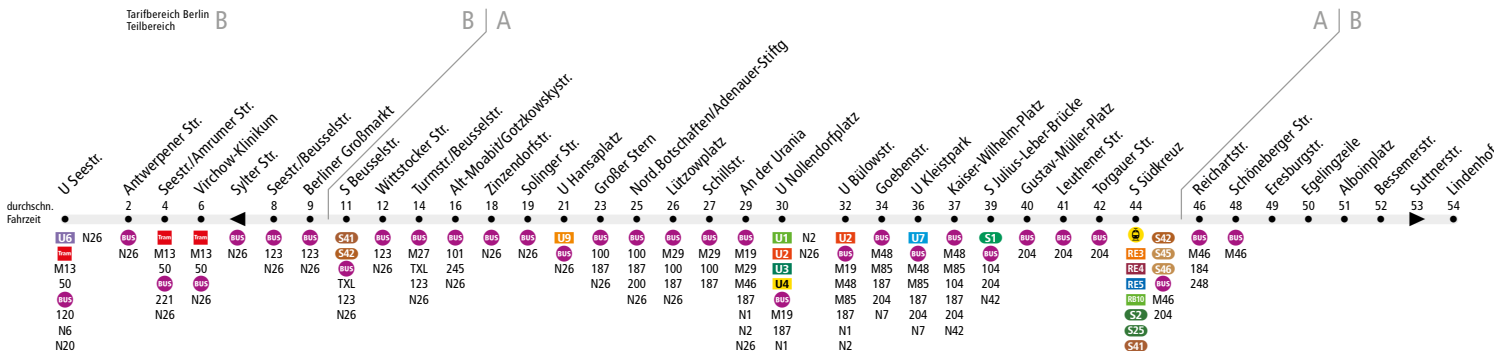 Tarifbereich Berlin
Teilbereich
B
B A
A B
U Seestr.
Antwerpener Str.
Seestr./Amrumer Str.
Virchow-Klinikum
Sylter Str.
Seestr./Beusselstr.
Berliner Großmarkt
S Beusselstr.
Wittstocker Str.
Turmstr./Beusselstr.
Alt-Moabit/Gotzkowskystr.
Zinzendorfstr.
Solinger Str.
U Hansaplatz
Großer Stern
Nord.Botschaften/Adenauer-Stiftg
Lützowplatz
Schillstr.
An der Urania
U Nollendorfplatz
U Bülowstr.
Goebenstr.
U Kleistpark
Kaiser-Wilhelm-Platz
S Julius-Leber-Brücke
Gustav-Müller-Platz
Leuthener Str.
Torgauer Str.
S Südkreuz
Reichartstr.
Schöneberger Str.
Eresburgstr.
Egelingzeile
Alboinplatz
Bessemerstr.
Suttnerstr.
Lindenhof
durchschn. 2 4 6 8 9 11 12 14 16 18 19 21 23 25 26 27 29 30 32 34 36 37 39 40 41 42 44 46 48 49 50 51 52 53 54
Fahrzeit
U6 N26
Tram
M13
50
BUS
120
N6
N20
BUS
N26
Tram
M13
50
BUS
221
N26
Tram
M13
50
BUS
N26
BUS
N26
BUS
123
N26
BUS
123
N26
S41
S42
BUS
TXL
123
N26
BUS
123
N26
BUS
M27
TXL
123
N26
BUS
101
245
N26
BUS
N26
BUS
N26
U9
BUS
N26
BUS
100
187
N26
BUS
100
187
200
N26
BUS
M29
100
187
N26
BUS
M29
100
187
BUS
M19
M29
M46
187
N1
N2
N26
U1 N2
U2 N26
U3
U4
BUS
M19
187
N1
U2
BUS
M19
M48
M85
187
N1
N2
BUS
M48
M85
187
204
N7
U7
BUS
M48
M85
187
204
N7
BUS
M48
M85
104
187
204
N42
S1
BUS
104
204
N42
BUS
204
BUS
204
BUS
204
RE3
RE4
RE5
RB10
S2
S25
S41
S42
S45
S46
BUS
M46
204
BUS
M46
184
248
BUS
M46